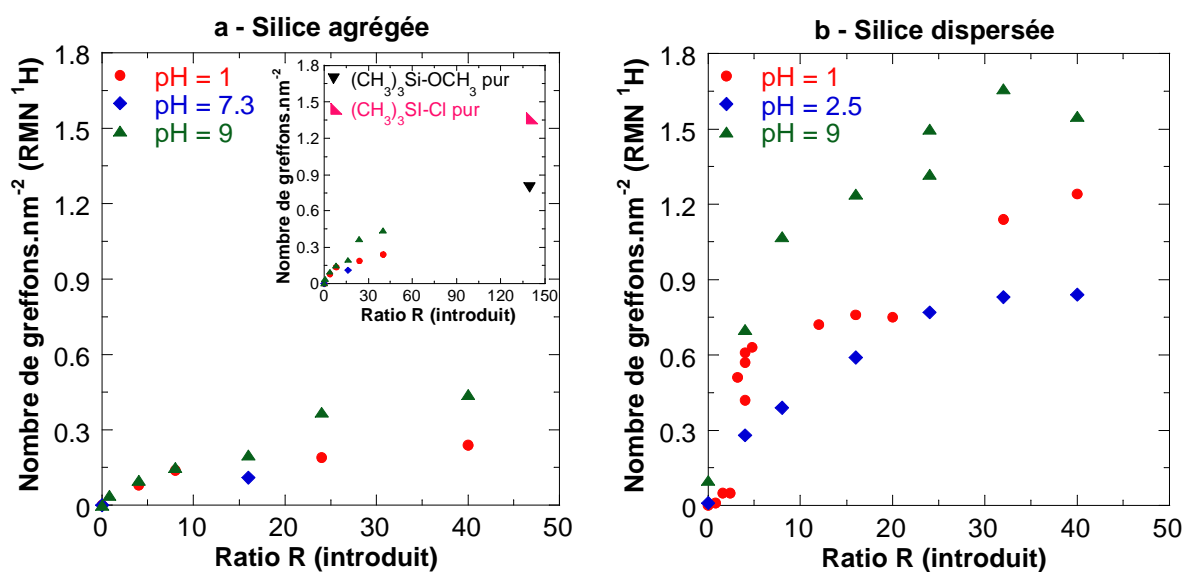 a - Silice agrégée
Nombre de greffons.nm⁻² (RMN ¹H)
1.8
1.5
1.2
0.9
0.6
0.3
0
pH = 1
pH = 7.3
pH = 9
0 10 20 30 40 50
Ratio R (introduit)
Nombre de greffons.nm⁻²
1.8
1.5
1.2
0.9
0.6
0.3
0
(CH₃)₃Si-OCH₃ pur
(CH₃)₃SI-Cl pur
0 30 60 90 120 150
Ratio R (introduit)
b - Silice dispersée
Nombre de greffons.nm⁻² (RMN ¹H)
1.8
1.5
1.2
0.9
0.6
0.3
0
pH = 1
pH = 2.5
pH = 9
0 10 20 30 40 50
Ratio R (introduit)